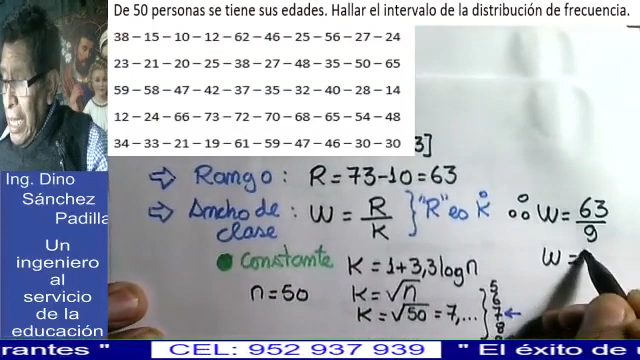 De 50 personas se tiene sus edades. Hallar el intervalo de la distribución de frecuencia.
38 – 15 – 10 – 12 – 62 – 46 – 25 – 56 – 27 – 24
23 – 21 – 20 – 25 – 38 – 27 – 48 – 35 – 50 – 65
59 – 58 – 47 – 42 – 37 – 35 – 32 – 40 – 28 – 14
12 – 24 – 66 – 73 – 72 – 70 – 68 – 65 – 54 – 48
34 – 33 – 21 – 19 – 61 – 59 – 47 – 46 – 30 – 30
3]
⇒ Rango : R = 73-10 = 63
⇒ Ancho de clase : W = R/K } "R" es K ∴ W = 63/9
W =
Constante K = 1+3,3 log n
n = 50 K = √n
K = √50 = 7,... } 5 6 7 ← 8
Ing. Dino
Sánchez
Padilla
Un
ingeniero
al
servicio
de la
educación
rantes " CEL: 952 937 939 " El éxito de